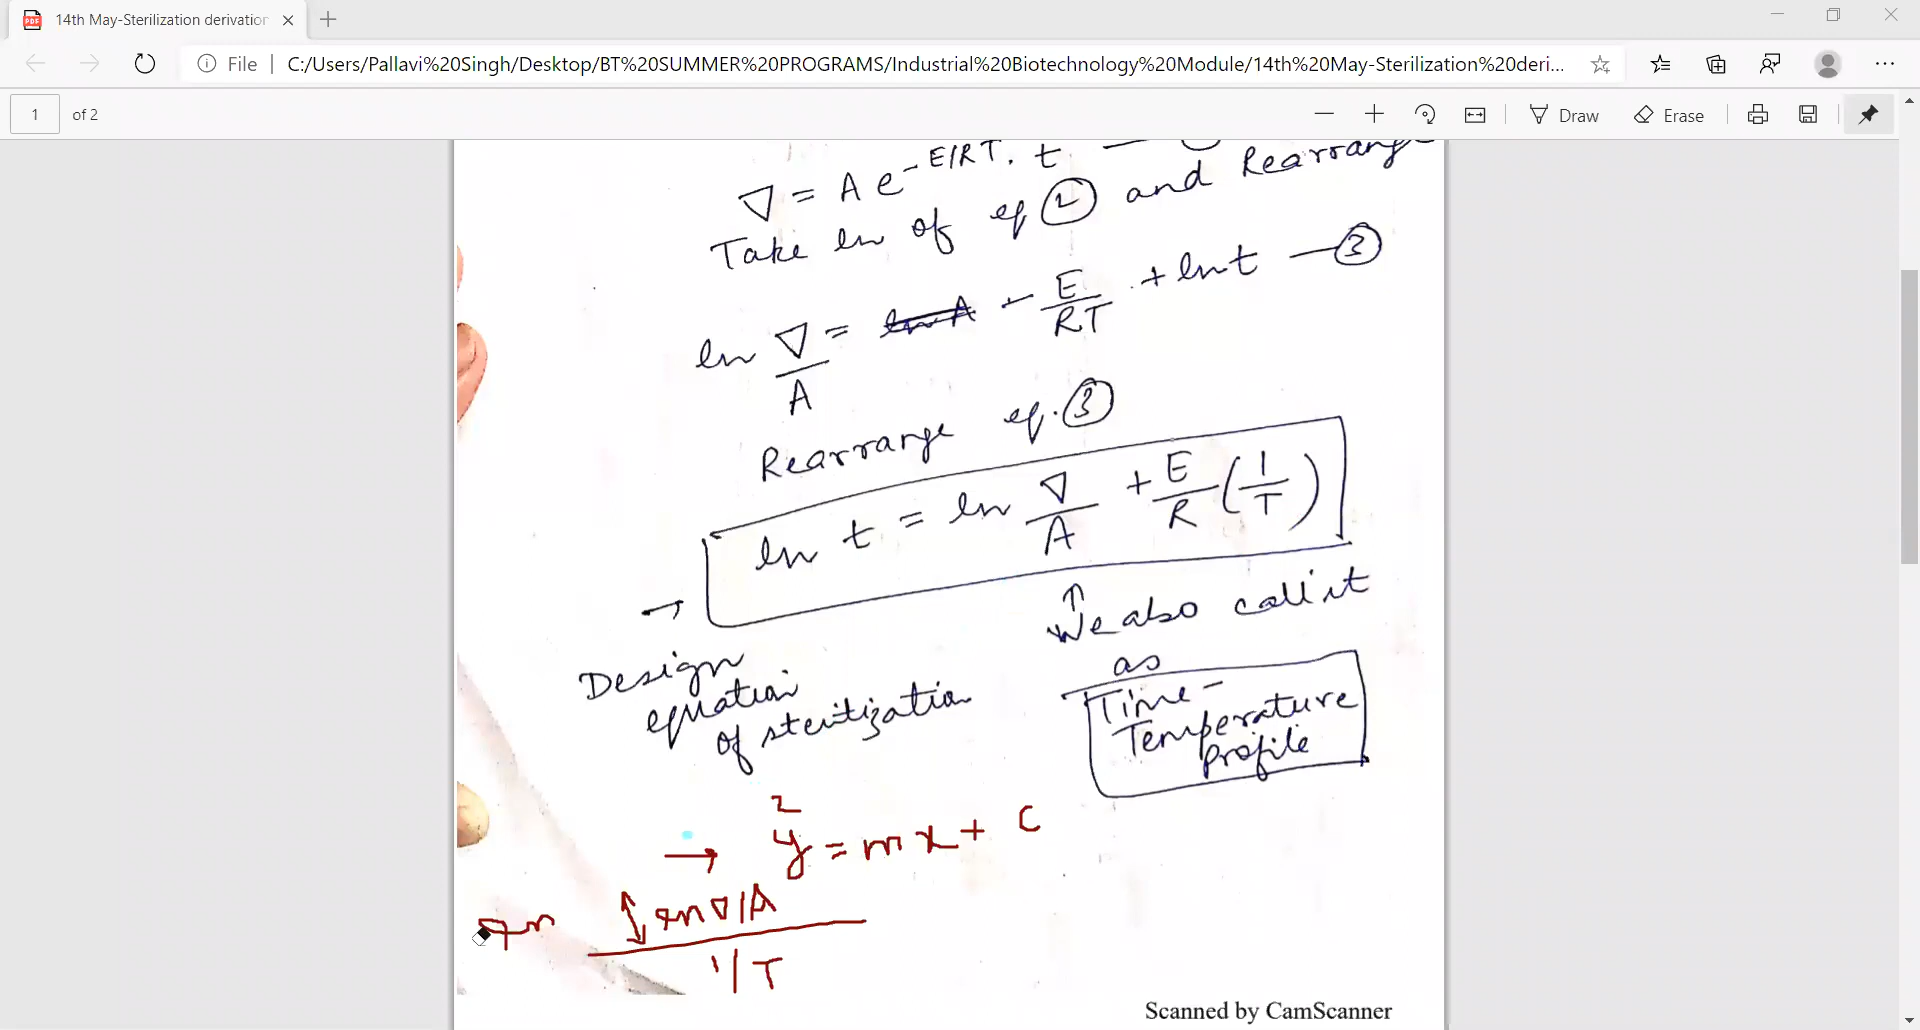 14th May-Sterilization derivation
File
C:/Users/Pallavi%20Singh/Desktop/BT%20SUMMER%20PROGRAMS/Industrial%20Biotechnology%20Module/14th%20May-Sterilization%20deri...
1 of 2
Draw
Erase
∇ = A e^-E/RT . t
Take ln of eq ② and Rearrange
ln ∇/A = - E/RT + ln t — ③
Rearrange eq. ③
ln t = ln ∇/A + E/R (1/T)
→
↑
We also call it
as
Design
equation
of sterilization
Time-
Temperature
profile
→ y = mx + c
ln ∇/A
1/T
Scanned by CamScanner